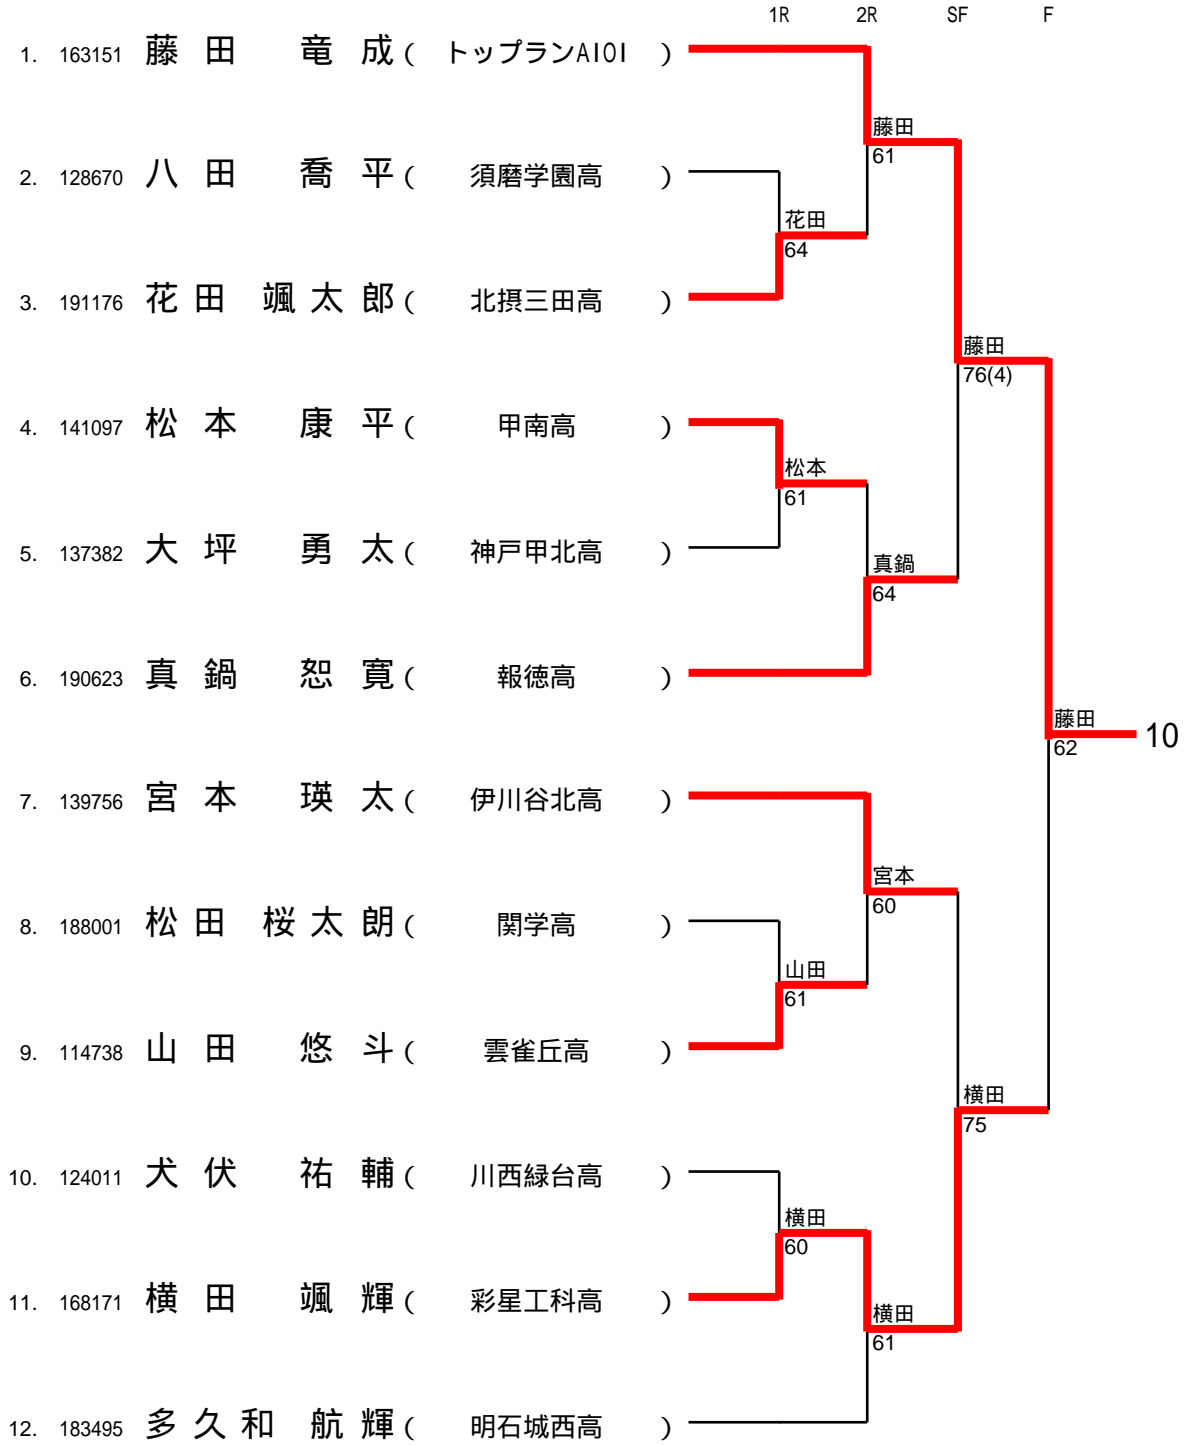 1R 2R SF F
1. 163151 藤田 竜成 ( トップランAIOI )
藤田
61
2. 128670 八田 喬平 ( 須磨学園高 )
花田
64
3. 191176 花田 颯太郎 ( 北摂三田高 )
藤田
76(4)
4. 141097 松本 康平 ( 甲南高 )
松本
61
5. 137382 大坪 勇太 ( 神戸甲北高 )
真鍋
64
6. 190623 真鍋 恕寛 ( 報徳高 )
藤田
62
10
7. 139756 宮本 瑛太 ( 伊川谷北高 )
宮本
60
8. 188001 松田 桜太朗 ( 関学高 )
山田
61
9. 114738 山田 悠斗 ( 雲雀丘高 )
横田
75
10. 124011 犬伏 祐輔 ( 川西緑台高 )
横田
60
11. 168171 横田 颯輝 ( 彩星工科高 )
横田
61
12. 183495 多久和 航輝 ( 明石城西高 )